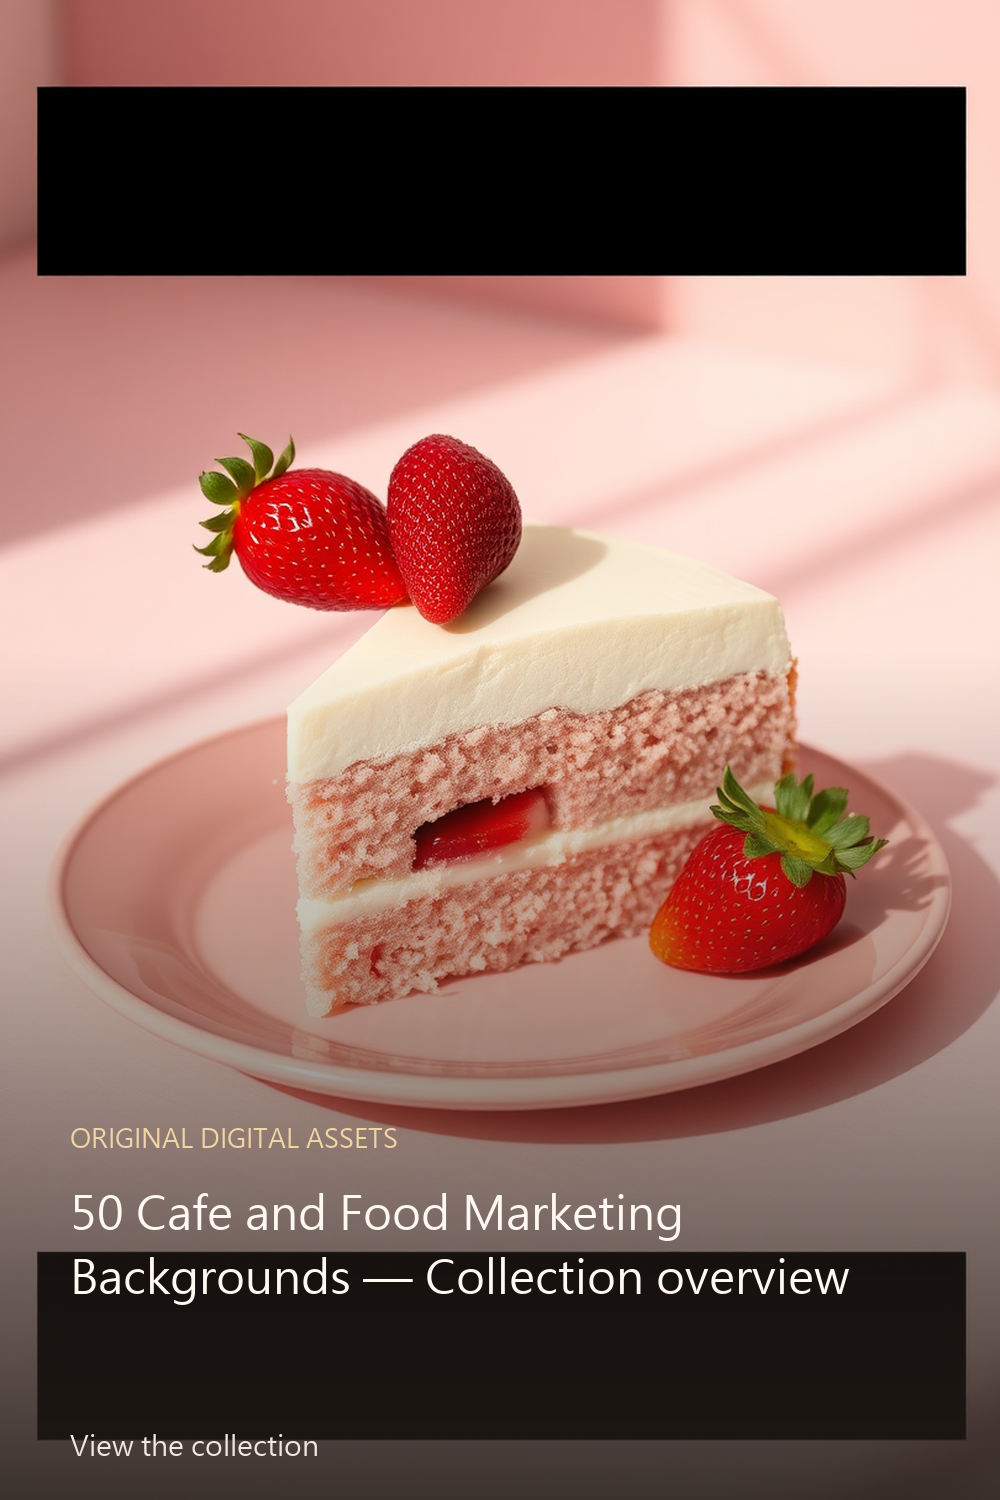 ORIGINAL DIGITAL ASSETS
50 Cafe and Food Marketing
Backgrounds — Collection overview
View the collection